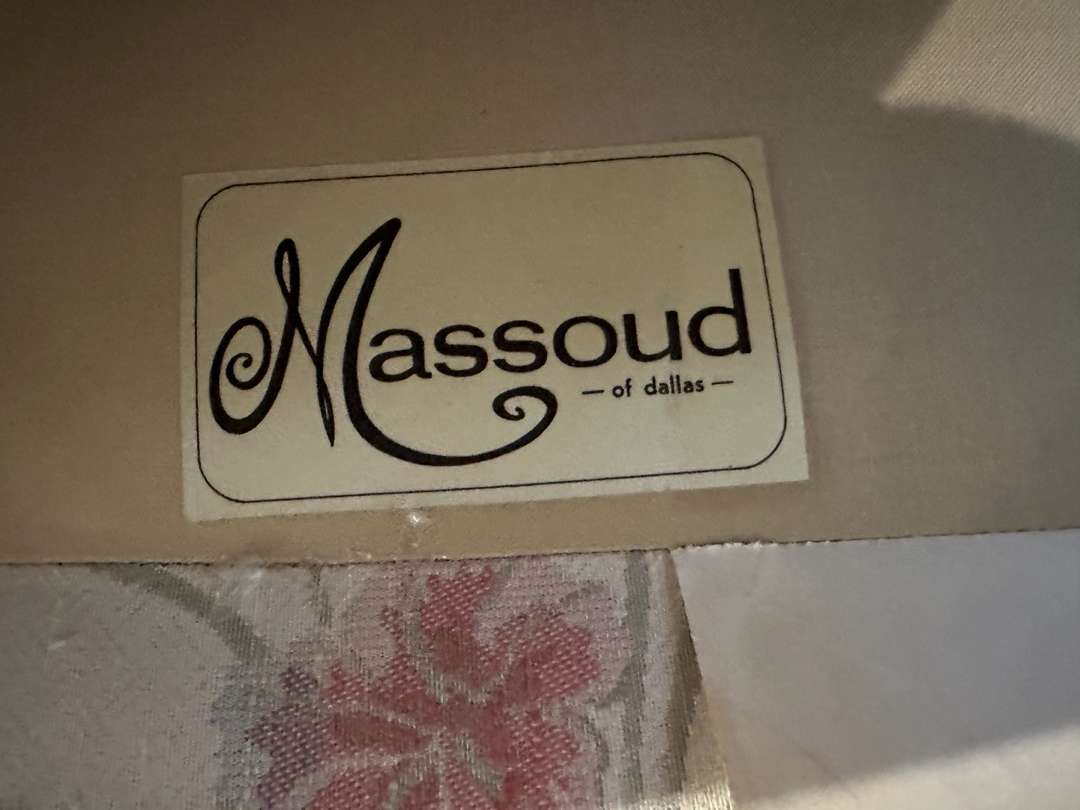 Massoud
— of dallas —